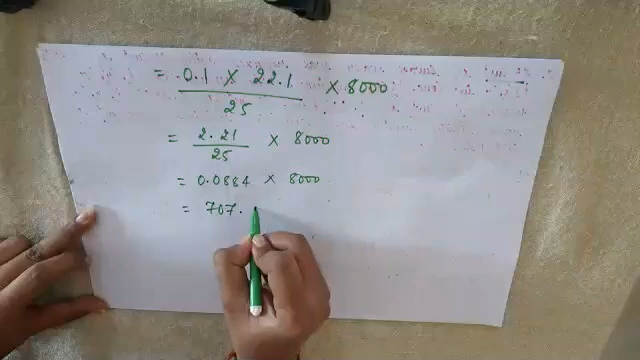 = 0.1 × 22.1 / 25 × 8000
= 2.21 / 25 × 8000
= 0.0884 × 8000
= 707.